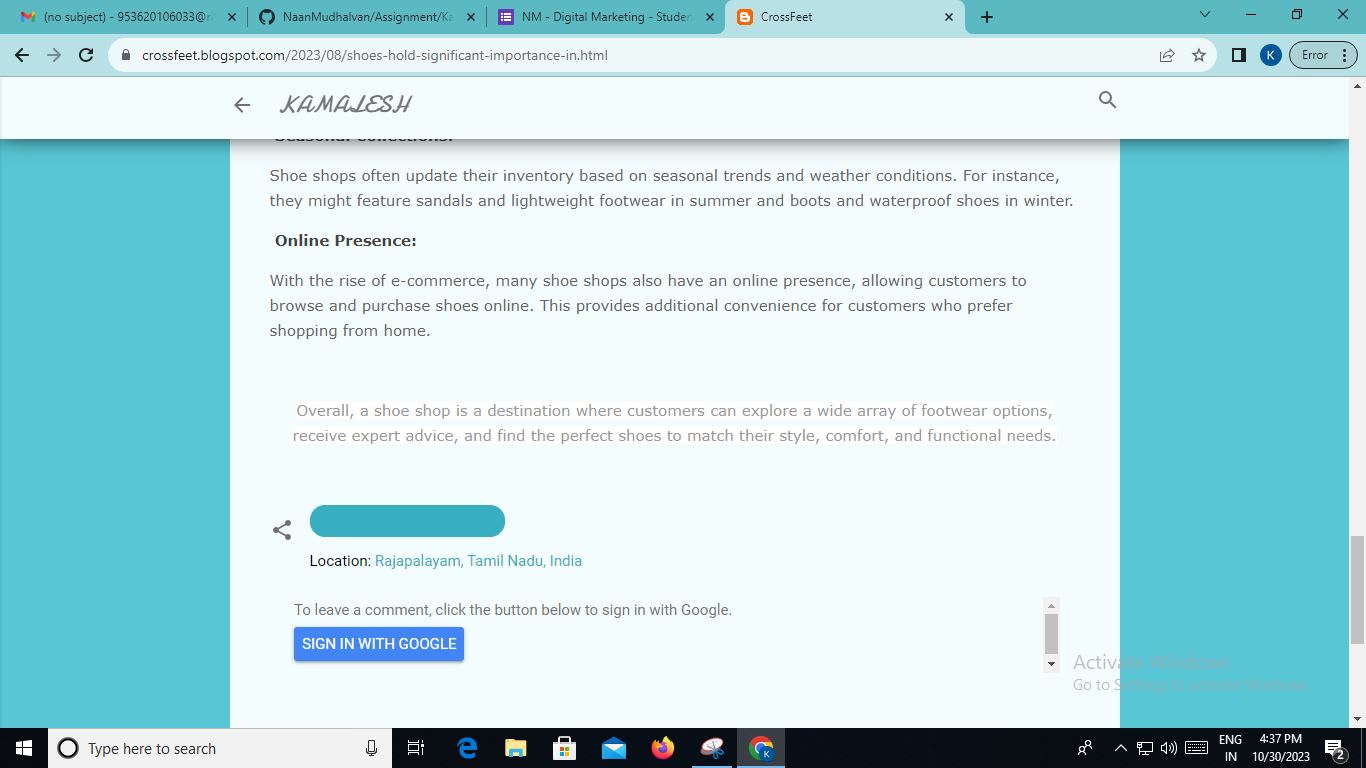 (no subject) - 953620106033@ri
NaanMudhalvan/Assignment/Ka
NM - Digital Marketing - Studen
CrossFeet
crossfeet.blogspot.com/2023/08/shoes-hold-significant-importance-in.html
K
Error
KAMALESH
Seasonal Collections:
Shoe shops often update their inventory based on seasonal trends and weather conditions. For instance,
they might feature sandals and lightweight footwear in summer and boots and waterproof shoes in winter.
Online Presence:
With the rise of e-commerce, many shoe shops also have an online presence, allowing customers to
browse and purchase shoes online. This provides additional convenience for customers who prefer
shopping from home.
Overall, a shoe shop is a destination where customers can explore a wide array of footwear options,
receive expert advice, and find the perfect shoes to match their style, comfort, and functional needs.
Location: Rajapalayam, Tamil Nadu, India
To leave a comment, click the button below to sign in with Google.
SIGN IN WITH GOOGLE
Activate Windows
Go to Settings to activate Windows.
Type here to search
K
ENG
IN
4:37 PM
10/30/2023
2